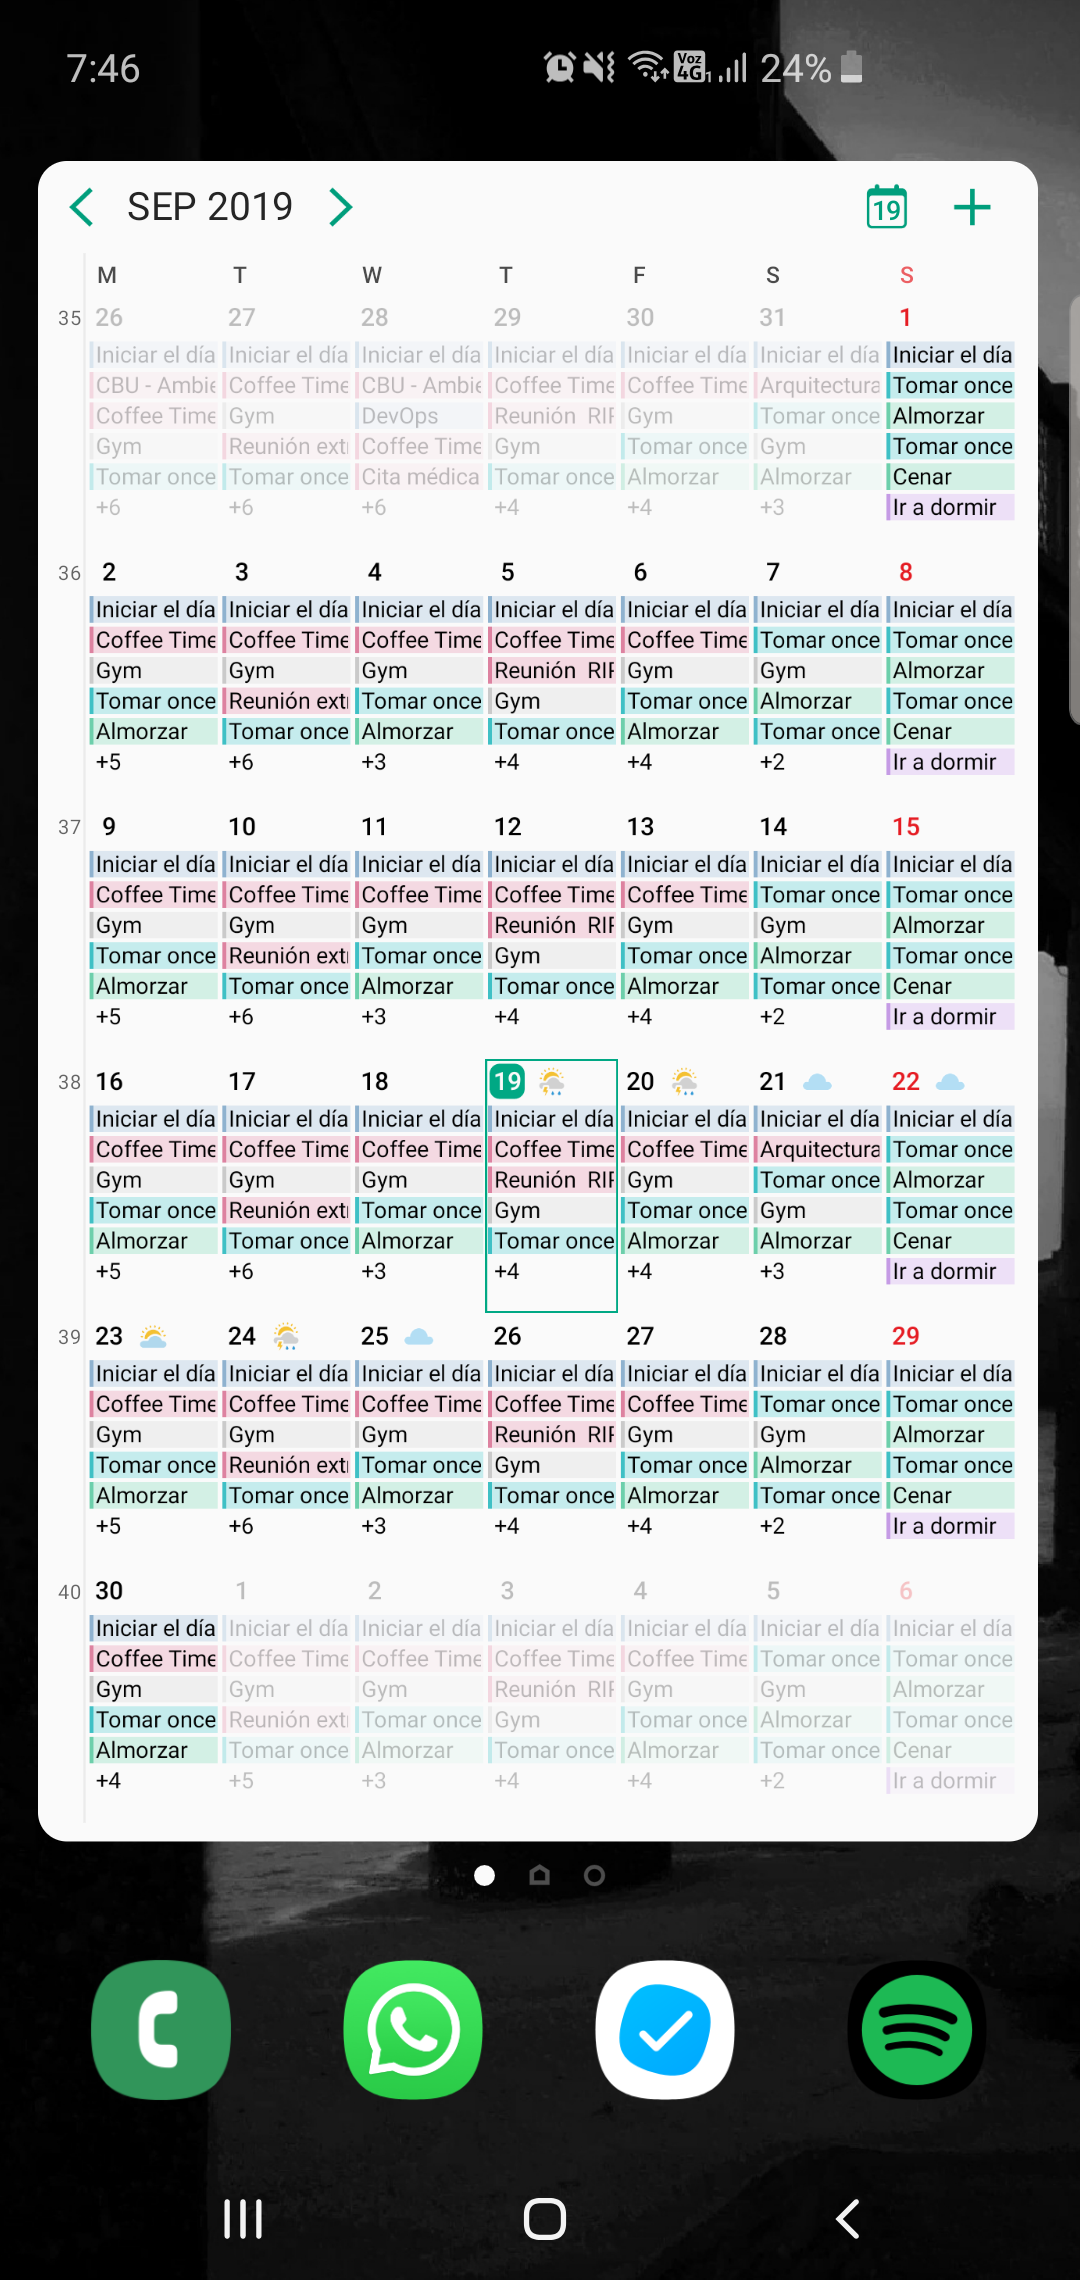 7:46 Voz 4G 1 24%
SEP 2019 19 +
M T W T F S S
35 26 27 28 29 30 31 1
Iniciar el día Iniciar el día Iniciar el día Iniciar el día Iniciar el día Iniciar el día Iniciar el día
CBU - Ambie Coffee Time CBU - Ambie Coffee Time Coffee Time Arquitectura Tomar once
Coffee Time Gym DevOps Reunión RIF Gym Tomar once Almorzar
Gym Reunión extr Coffee Time Gym Tomar once Gym Tomar once
Tomar once Tomar once Cita médica Tomar once Almorzar Almorzar Cenar
+6 +6 +6 +4 +4 +3 Ir a dormir
36 2 3 4 5 6 7 8
Iniciar el día Iniciar el día Iniciar el día Iniciar el día Iniciar el día Iniciar el día Iniciar el día
Coffee Time Coffee Time Coffee Time Coffee Time Coffee Time Tomar once Tomar once
Gym Gym Gym Reunión RIF Gym Gym Almorzar
Tomar once Reunión extr Tomar once Gym Tomar once Almorzar Tomar once
Almorzar Tomar once Almorzar Tomar once Almorzar Tomar once Cenar
+5 +6 +3 +4 +4 +2 Ir a dormir
37 9 10 11 12 13 14 15
Iniciar el día Iniciar el día Iniciar el día Iniciar el día Iniciar el día Iniciar el día Iniciar el día
Coffee Time Coffee Time Coffee Time Coffee Time Coffee Time Tomar once Tomar once
Gym Gym Gym Reunión RIF Gym Gym Almorzar
Tomar once Reunión extr Tomar once Gym Tomar once Almorzar Tomar once
Almorzar Tomar once Almorzar Tomar once Almorzar Tomar once Cenar
+5 +6 +3 +4 +4 +2 Ir a dormir
38 16 17 18 19 20 21 22
Iniciar el día Iniciar el día Iniciar el día Iniciar el día Iniciar el día Iniciar el día Iniciar el día
Coffee Time Coffee Time Coffee Time Coffee Time Coffee Time Arquitectura Tomar once
Gym Gym Gym Reunión RIF Gym Tomar once Almorzar
Tomar once Reunión extr Tomar once Gym Tomar once Gym Tomar once
Almorzar Tomar once Almorzar Tomar once Almorzar Almorzar Cenar
+5 +6 +3 +4 +4 +3 Ir a dormir
39 23 24 25 26 27 28 29
Iniciar el día Iniciar el día Iniciar el día Iniciar el día Iniciar el día Iniciar el día Iniciar el día
Coffee Time Coffee Time Coffee Time Coffee Time Coffee Time Tomar once Tomar once
Gym Gym Gym Reunión RIF Gym Gym Almorzar
Tomar once Reunión extr Tomar once Gym Tomar once Almorzar Tomar once
Almorzar Tomar once Almorzar Tomar once Almorzar Tomar once Cenar
+5 +6 +3 +4 +4 +2 Ir a dormir
40 30 1 2 3 4 5 6
Iniciar el día Iniciar el día Iniciar el día Iniciar el día Iniciar el día Iniciar el día Iniciar el día
Coffee Time Coffee Time Coffee Time Coffee Time Coffee Time Tomar once Tomar once
Gym Gym Gym Reunión RIF Gym Gym Almorzar
Tomar once Reunión extr Tomar once Gym Tomar once Almorzar Tomar once
Almorzar Tomar once Almorzar Tomar once Almorzar Tomar once Cenar
+4 +5 +3 +4 +4 +2 Ir a dormir